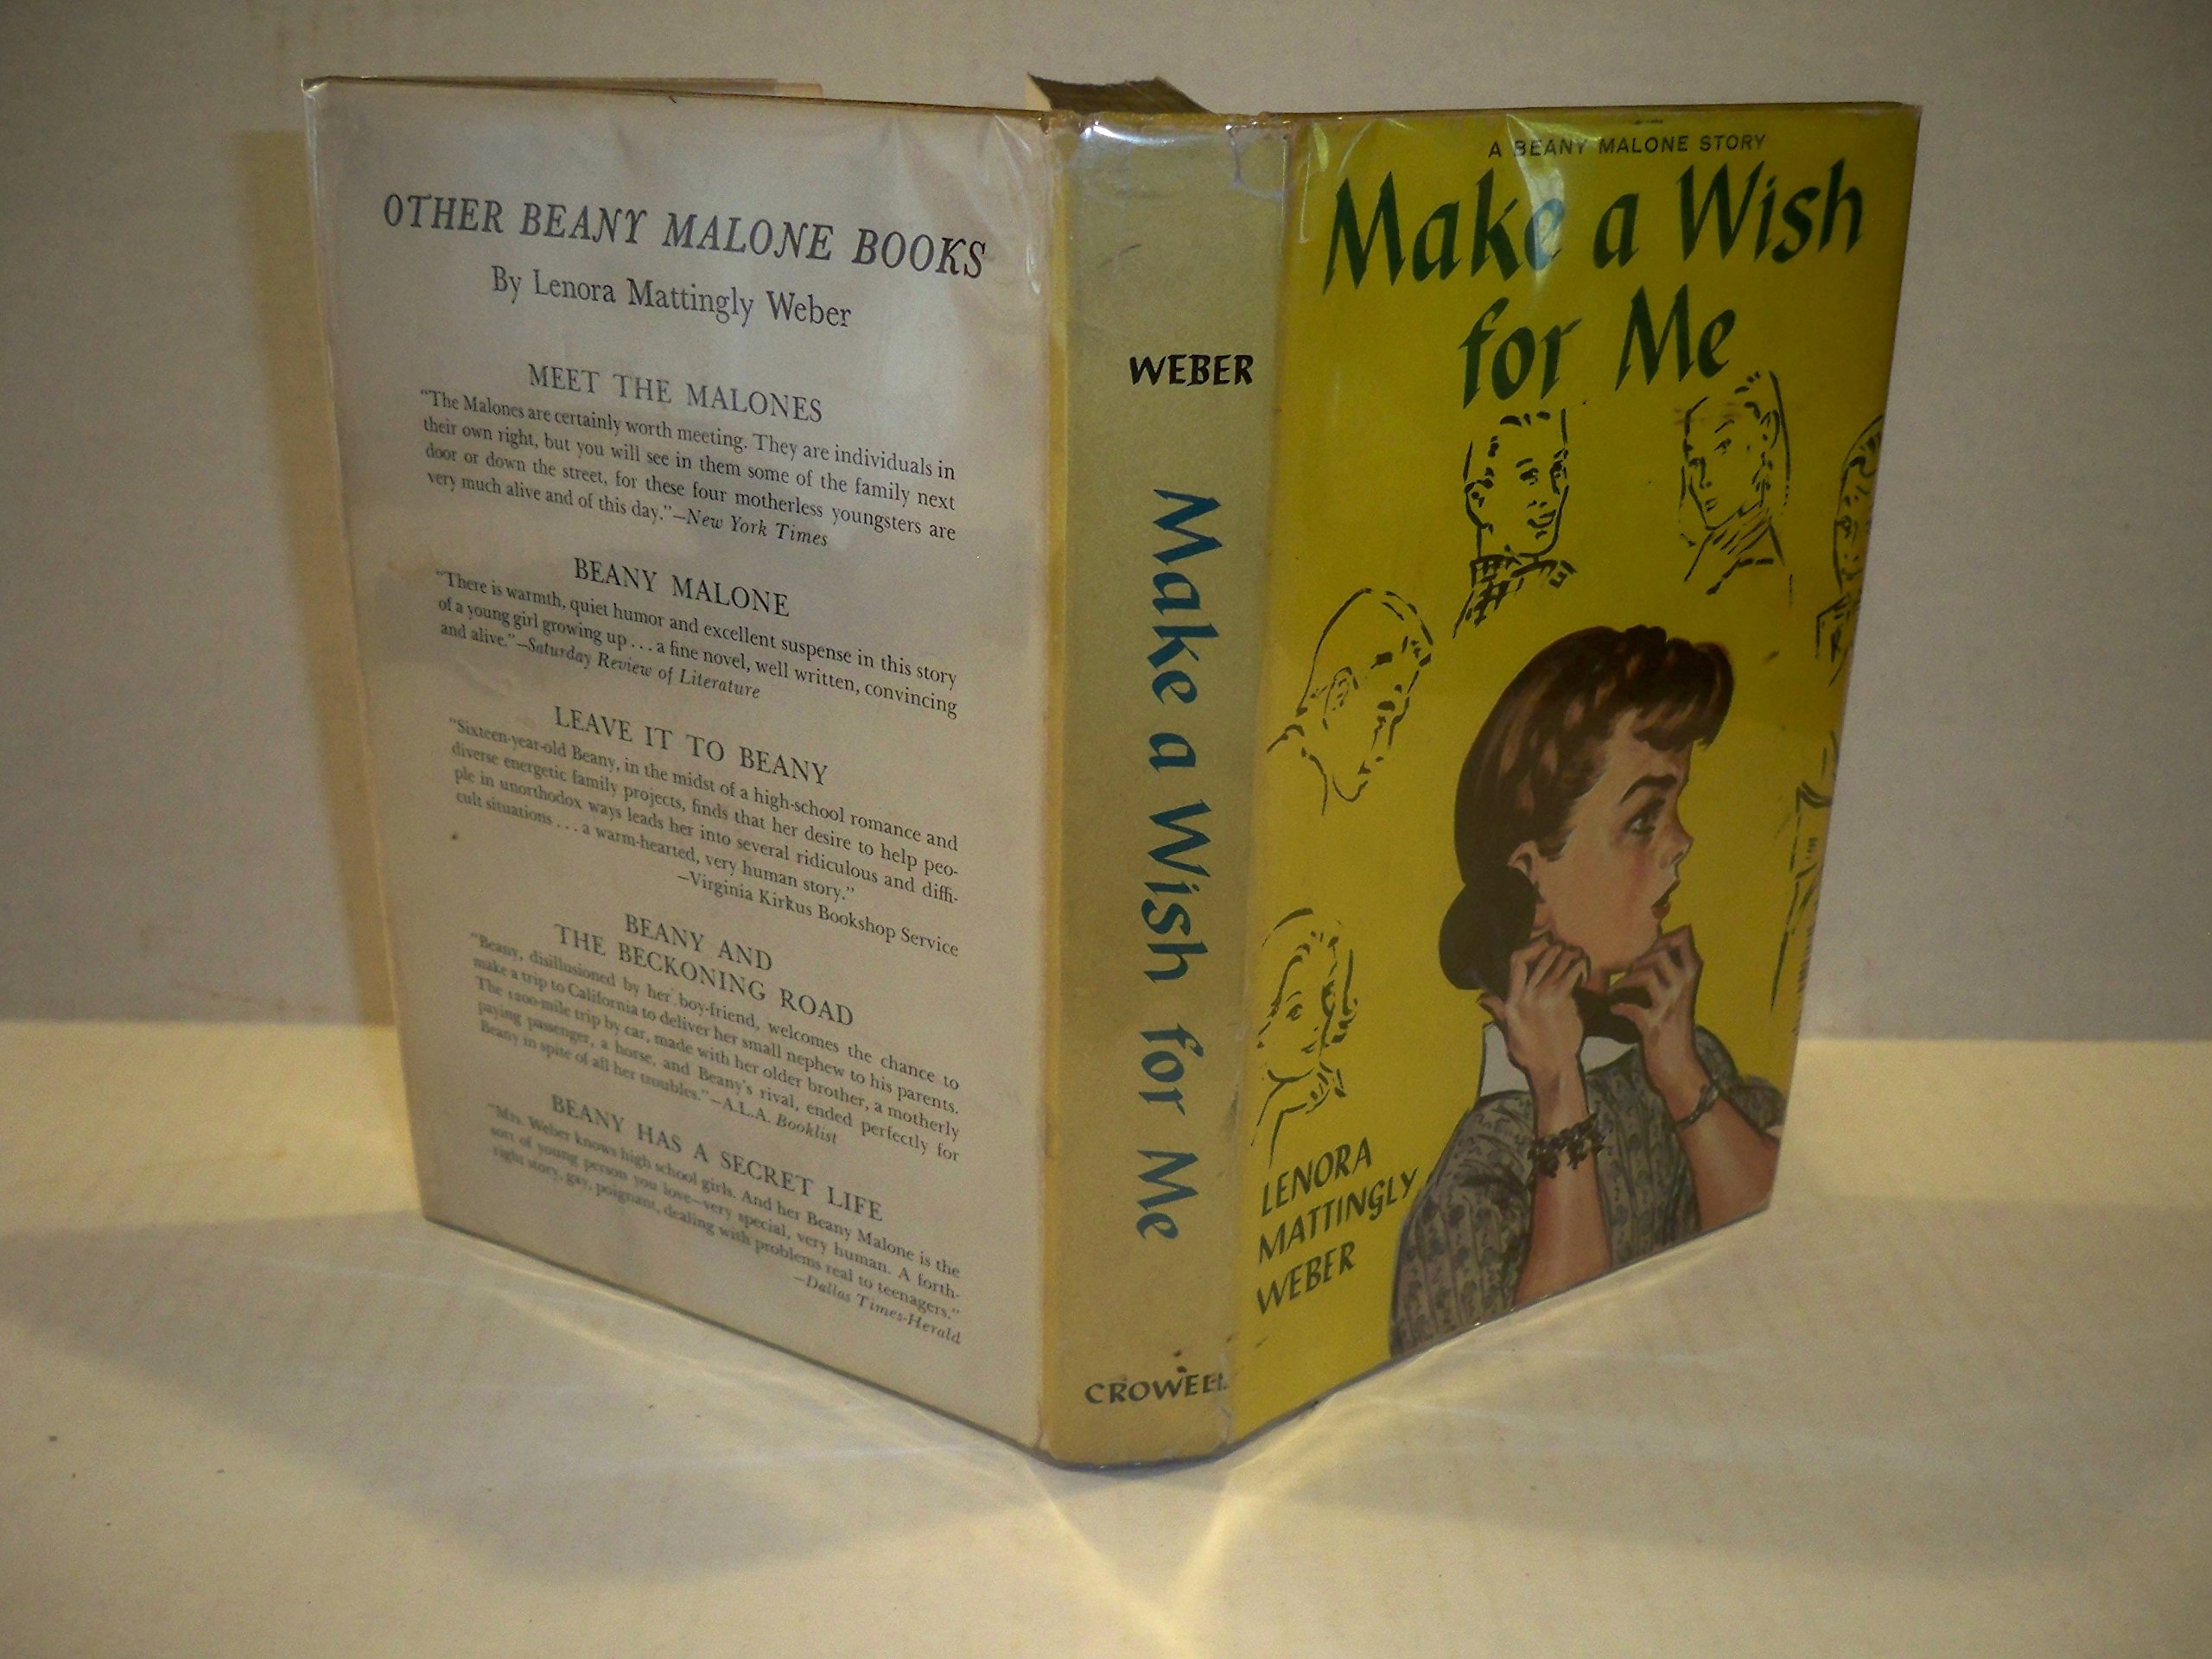 OTHER BEANY MALONE BOOKS
By Lenora Mattingly Weber
MEET THE MALONES
"The Malones are certainly worth meeting. They are individuals in
their own right, but you will see in them some of the family next
door or down the street, for these four motherless youngsters are
very much alive and of this day."—New York Times
BEANY MALONE
"There is warmth, quiet humor and excellent suspense in this story
of a young girl growing up . . . a fine novel, well written, convincing
and alive."—Saturday Review of Literature
LEAVE IT TO BEANY
"Sixteen-year-old Beany, in the midst of a high-school romance and
diverse energetic family projects, finds that her desire to help peo-
ple in unorthodox ways leads her into several ridiculous and diffi-
cult situations . . . a warm-hearted, very human story."
—Virginia Kirkus Bookshop Service
BEANY AND
THE BECKONING ROAD
"Beany, disillusioned by her boy-friend, welcomes the chance to
make a trip to California to deliver her small nephew to his parents.
The 1200-mile trip by car, made with her older brother, a motherly
paying passenger, a horse, and Beany's rival, ended perfectly for
Beany in spite of all her troubles."—A.L.A. Booklist
BEANY HAS A SECRET LIFE
"Mrs. Weber knows high school girls. And her Beany Malone is the
sort of young person you love—very special, very human. A forth-
right story, gay, poignant, dealing with problems real to teenagers."
—Dallas Times-Herald
WEBER
Make a Wish for Me
CROWELL
A BEANY MALONE STORY
Make a Wish
for Me
LENORA
MATTINGLY
WEBER